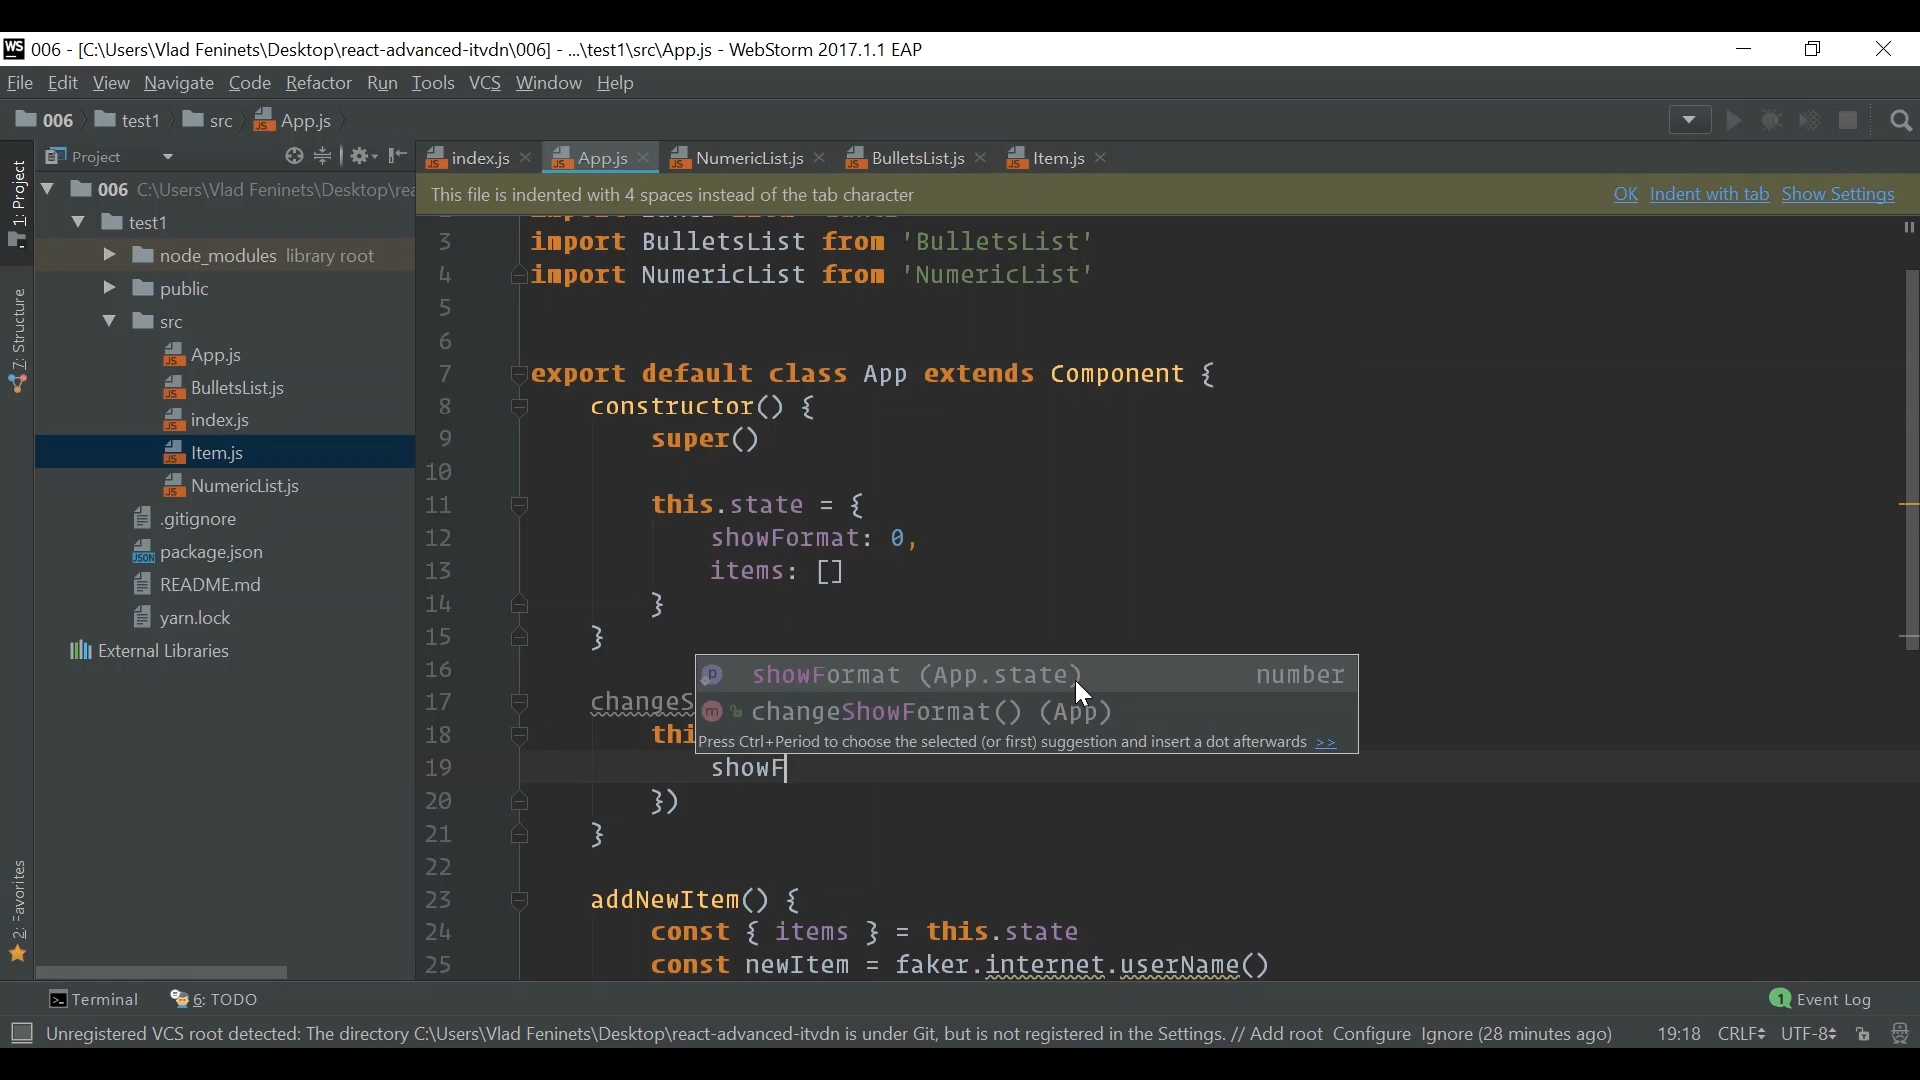 WS 006 - [C:\Users\Vlad Feninets\Desktop\react-advanced-itvdn\006] - ...\test1\src\App.js - WebStorm 2017.1.1 EAP
File Edit View Navigate Code Refactor Run Tools VCS Window Help
006 test1 src App.js
Project
index.js App.js NumericList.js BulletsList.js Item.js
1: Project
7: Structure
006 C:\Users\Vlad Feninets\Desktop\rea
test1
node_modules library root
public
src
App.js
BulletsList.js
index.js
Item.js
NumericList.js
.gitignore
package.json
README.md
yarn.lock
External Libraries
This file is indented with 4 spaces instead of the tab character OK Indent with tab Show Settings
3 import BulletsList from 'BulletsList'
4 import NumericList from 'NumericList'
5
6
7 export default class App extends Component {
8 constructor() {
9 super()
10
11 this.state = {
12 showFormat: 0,
13 items: []
14 }
15 }
16
17 changeS
18 thi
19 showF
20 })
21 }
22
23 addNewItem() {
24 const { items } = this.state
25 const newItem = faker.internet.userName()
showFormat (App.state) number
changeShowFormat() (App)
Press Ctrl+Period to choose the selected (or first) suggestion and insert a dot afterwards >>
Terminal 6: TODO 1 Event Log
Unregistered VCS root detected: The directory C:\Users\Vlad Feninets\Desktop\react-advanced-itvdn is under Git, but is not registered in the Settings. // Add root Configure Ignore (28 minutes ago) 19:18 CRLF UTF-8